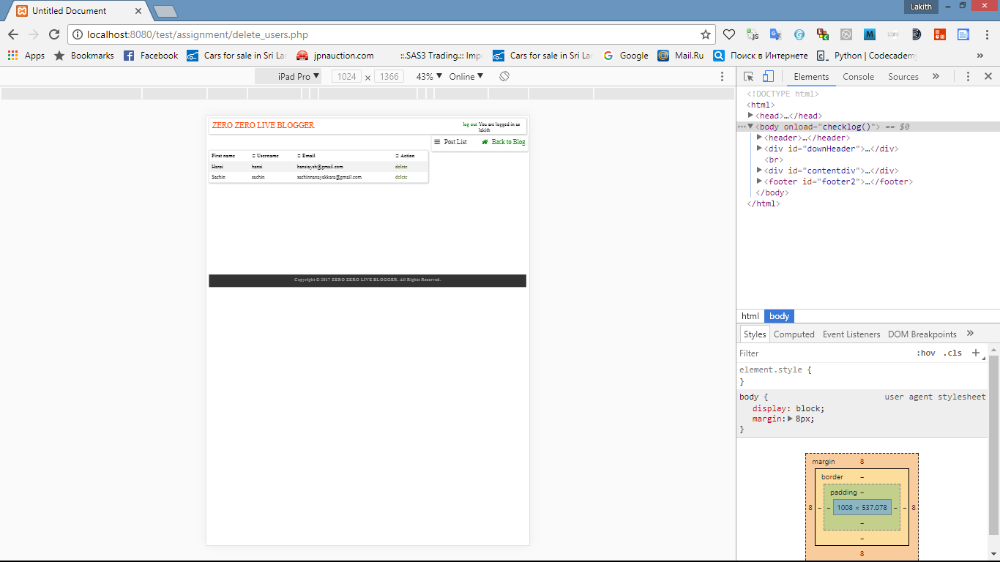 Untitled Document
Lakith
localhost:8080/test/assignment/delete_users.php
Apps Bookmarks Facebook Cars for sale in Sri Lan jpnauction.com ::.SAS3 Trading.:: Impo Cars for sale in Sri Lan Google Mail.Ru Поиск в Интернете Python | Codecademy »
iPad Pro ▼ 1024 × 1366 43% ▼ Online ▼
Elements Console Sources »
ZERO ZERO LIVE BLOGGER
log out You are logged in as
lakith
Post List Back to Blog
First name Username Email Action
Hansi hansi hansiaysh@gmail.com delete
Sachin sachin sachinnanayakkara@gmail.com delete
Copyright © 2017 ZERO ZERO LIVE BLOGGER. All Rights Reserved.
<!DOCTYPE html>
<html>
▶<head>…</head>
…▼<body onload="checklog()"> == $0
▶<header>…</header>
▶<div id="downHeader">…</div>
<br>
▶<div id="contentdiv">…</div>
▶<footer id="footer2">…</footer>
</body>
</html>
html body
Styles Computed Event Listeners DOM Breakpoints »
Filter :hov .cls +
element.style {
}
body { user agent stylesheet
display: block;
margin:▶8px;
}
margin 8
border –
padding –
8 – – 1008 × 537.078 – – 8
–
–
8